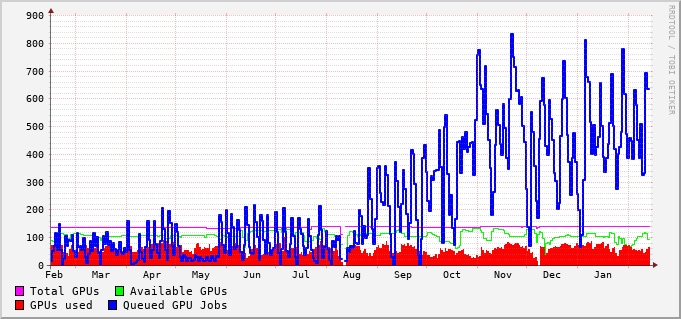 900
800
700
600
500
400
300
200
100
0
Feb Mar Apr May Jun Jul Aug Sep Oct Nov Dec Jan
Total GPUs Available GPUs
GPUs used Queued GPU Jobs
RRDTOOL / TOBI OETIKER